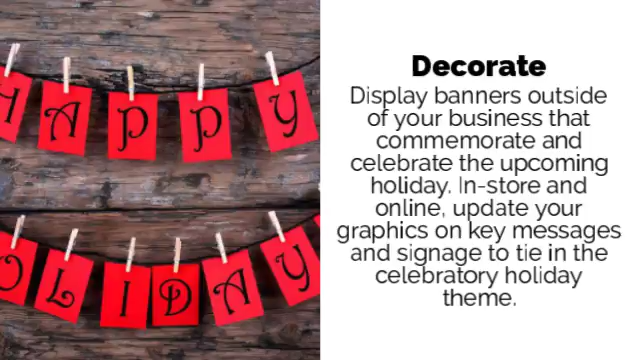 HAPPY
OLIDAY
Decorate
Display banners outside
of your business that
commemorate and
celebrate the upcoming
holiday. In-store and
online, update your
graphics on key messages
and signage to tie in the
celebratory holiday
theme.